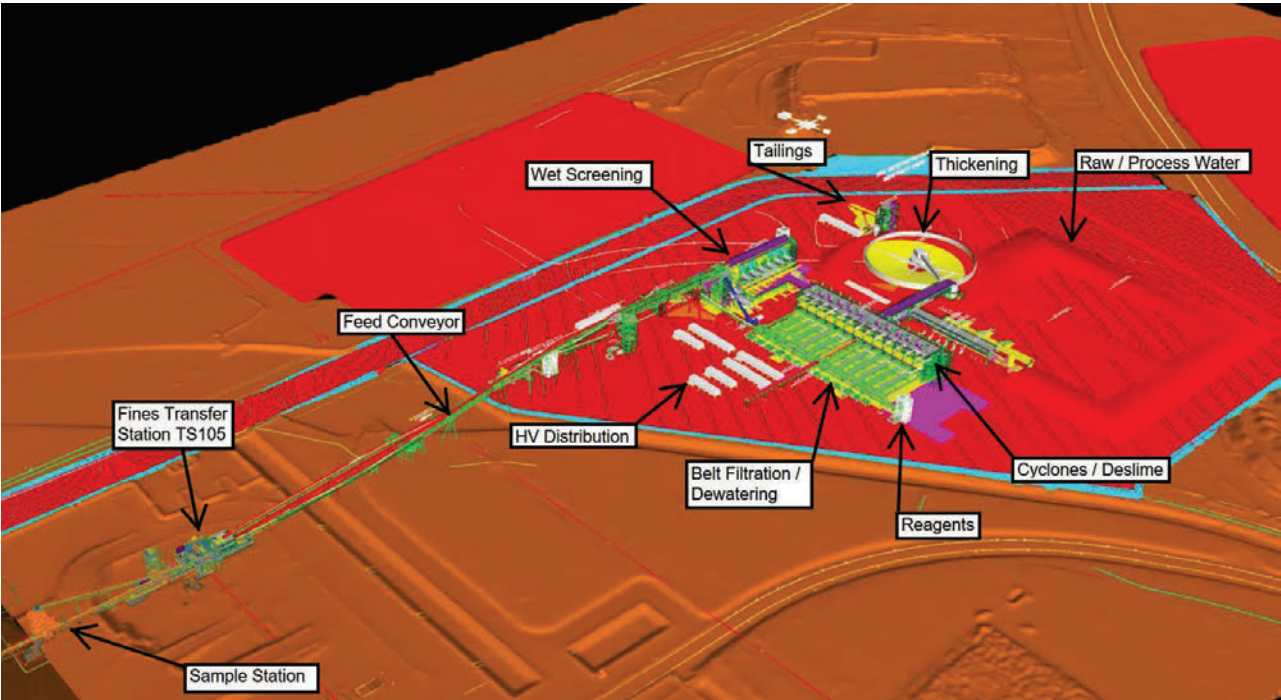 Tailings
Thickening
Raw / Process Water
Wet Screening
Feed Conveyor
Fines Transfer
Station TS105
HV Distribution
Belt Filtration /
Dewatering
Cyclones / Deslime
Reagents
Sample Station